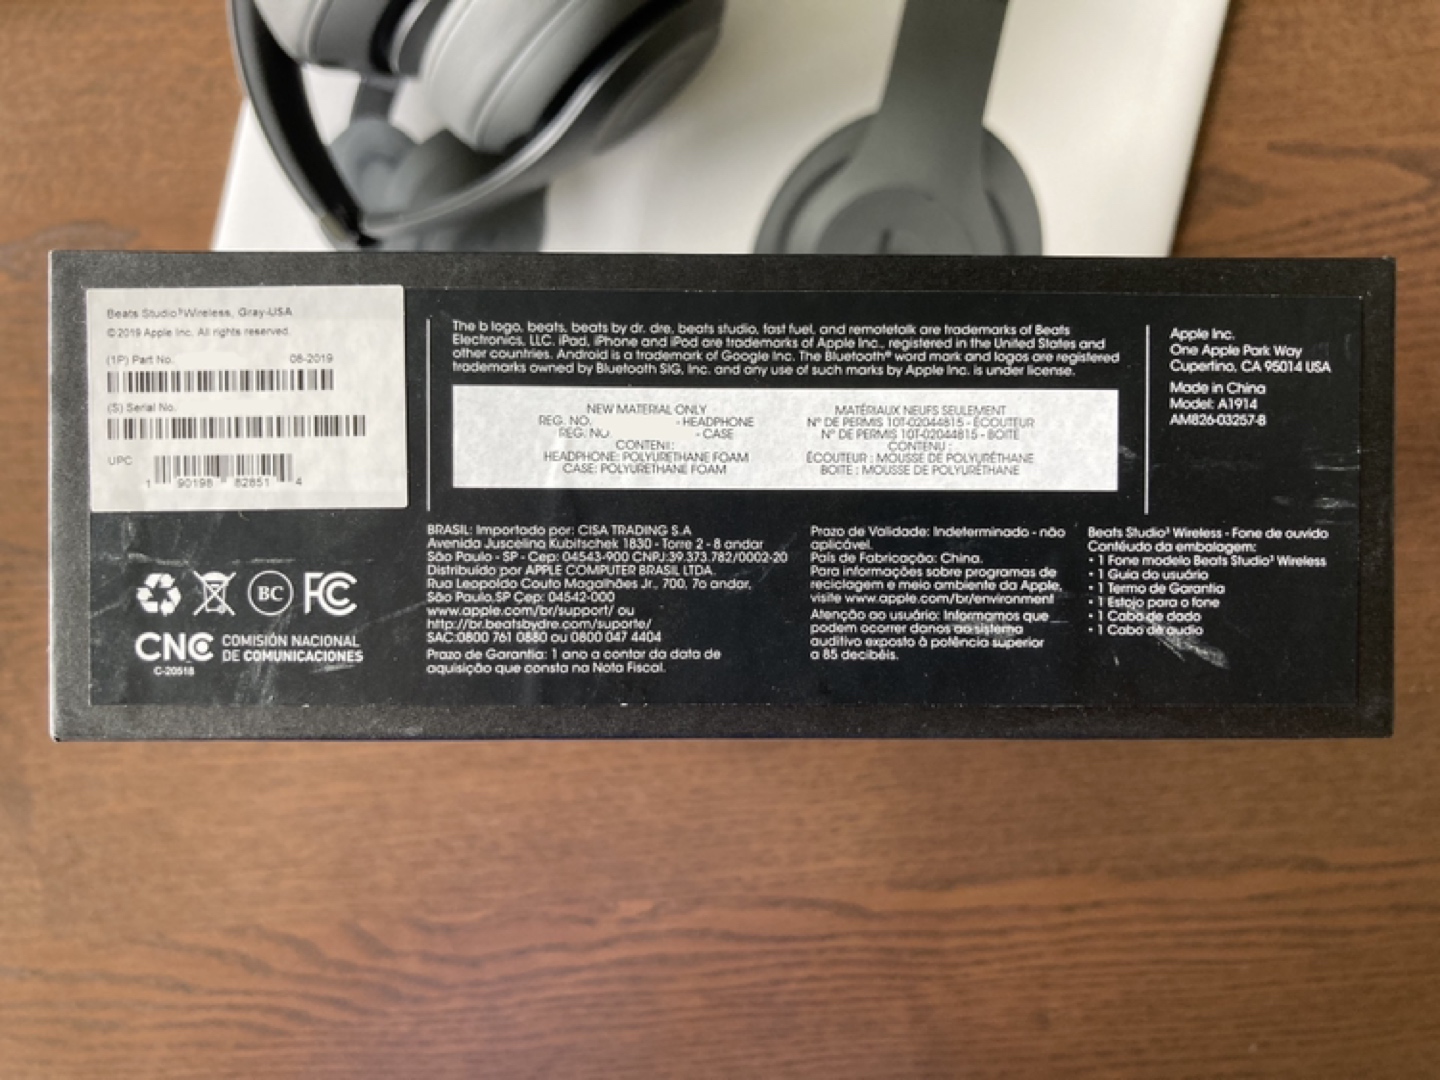 Beats Studio³Wireless, Gray-USA
©2019 Apple Inc. All rights reserved.
(1P) Part No. 08-2019
(S) Serial No.
UPC
1 90198 82851 4
The b logo, beats, beats by dr. dre, beats studio, fast fuel, and remotetalk are trademarks of Beats
Electronics, LLC. iPad, iPhone and iPod are trademarks of Apple Inc., registered in the United States and
other countries. Android is a trademark of Google Inc. The Bluetooth® word mark and logos are registered
trademarks owned by Bluetooth SIG, Inc. and any use of such marks by Apple Inc. is under license.
NEW MATERIAL ONLY
REG. NO. - HEADPHONE
REG. NO. - CASE
CONTENT:
HEADPHONE: POLYURETHANE FOAM
CASE: POLYURETHANE FOAM
MATÉRIAUX NEUFS SEULEMENT
N° DE PERMIS 10T-02044815 - ÉCOUTEUR
N° DE PERMIS 10T-02044815 - BOITE
CONTENU :
ÉCOUTEUR : MOUSSE DE POLYURÉTHANE
BOITE : MOUSSE DE POLYURÉTHANE
Apple Inc.
One Apple Park Way
Cupertino, CA 95014 USA
Made in China
Model: A1914
AM826-03257-B
BC FC
CNC COMISIÓN NACIONAL
DE COMUNICACIONES
C-20518
BRASIL: Importado por: CISA TRADING S.A
Avenida Juscelino Kubitschek 1830 - Torre 2 - 8 andar
São Paulo - SP - Cep: 04543-900 CNPJ:39.373.782/0002-20
Distribuído por APPLE COMPUTER BRASIL LTDA.
Rua Leopoldo Couto Magalhães Jr., 700, 7o andar,
São Paulo,SP Cep: 04542-000
www.apple.com/br/support/ ou
http://br.beatsbydre.com/suporte/
SAC:0800 761 0880 ou 0800 047 4404
Prazo de Garantia: 1 ano a contar da data de
aquisição que consta na Nota Fiscal.
Prazo de Validade: Indeterminado - não
aplicável.
País de Fabricação: China.
Para informações sobre programas de
reciclagem e meio ambiente da Apple,
visite www.apple.com/br/environment
Atenção ao usuário: Informamos que
podem ocorrer danos ao sistema
auditivo exposto à potência superior
a 85 decibéis.
Beats Studio³ Wireless - Fone de ouvido
Contéudo da embalagem:
• 1 Fone modelo Beats Studio³ Wireless
• 1 Guia do usuário
• 1 Termo de Garantia
• 1 Estojo para o fone
• 1 Cabo de dado
• 1 Cabo de audio